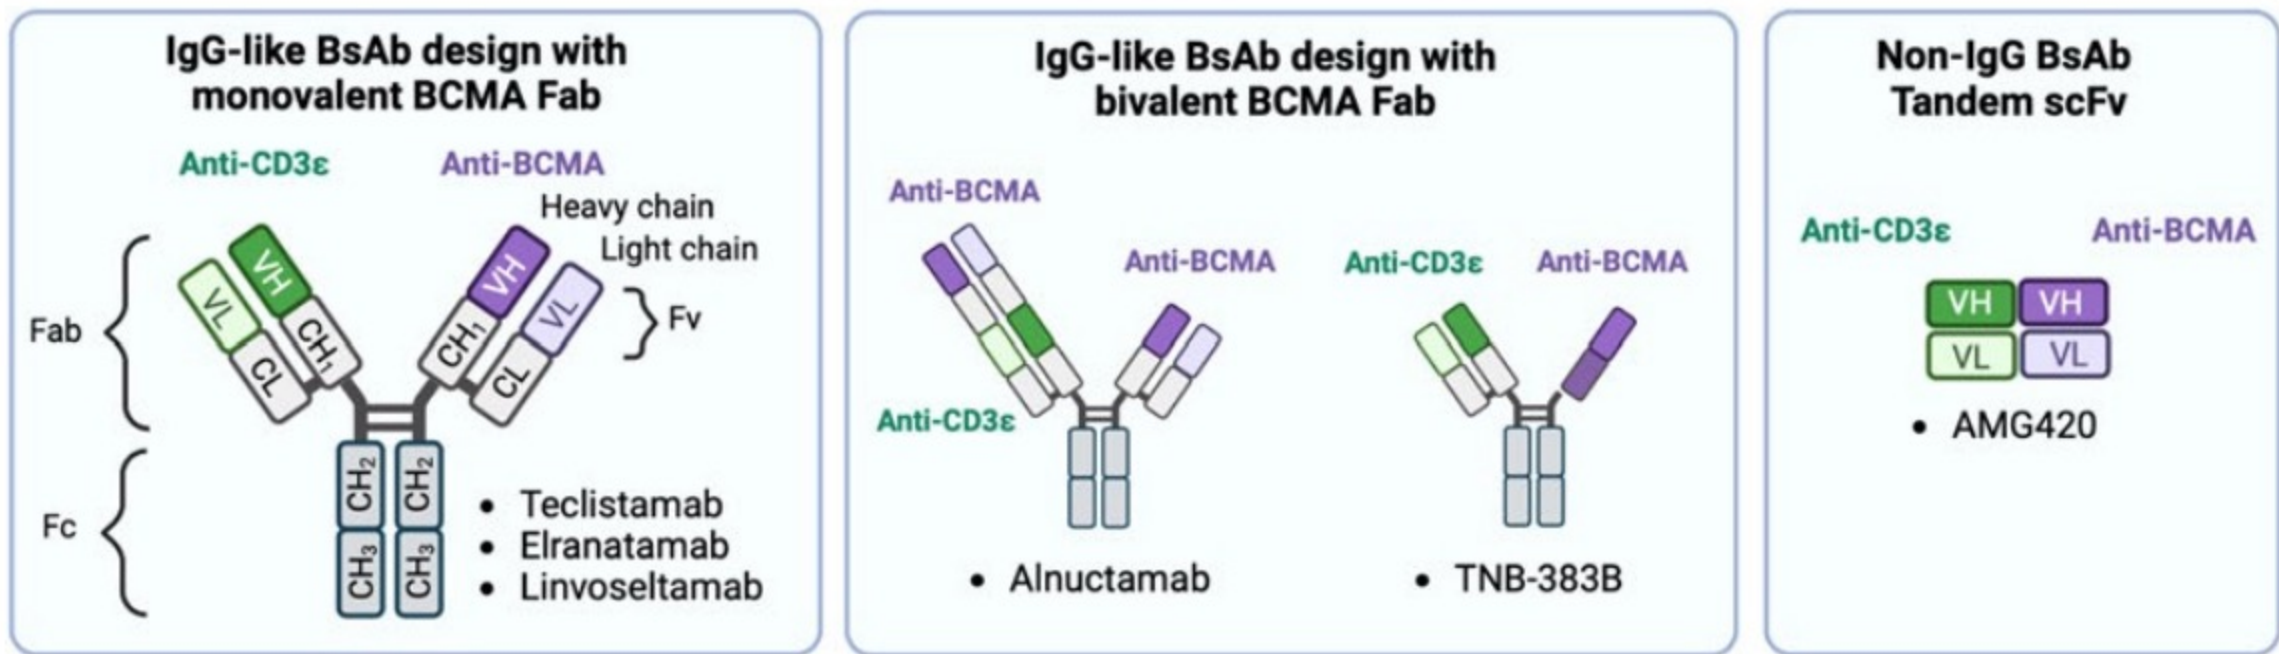 IgG-like BsAb design with
monovalent BCMA Fab
Anti-CD3ε
Anti-BCMA
Heavy chain
Light chain
VH
VL
CH₁
CL
VH
VL
CH₁
CL
Fv
Fab
Fc
CH₂
CH₂
CH₃
CH₃
• Teclistamab
• Elranatamab
• Linvoseltamab
IgG-like BsAb design with
bivalent BCMA Fab
Anti-BCMA
Anti-BCMA
Anti-CD3ε
• Alnuctamab
Anti-CD3ε
Anti-BCMA
• TNB-383B
Non-IgG BsAb
Tandem scFv
Anti-CD3ε
Anti-BCMA
VH VH
VL VL
• AMG420